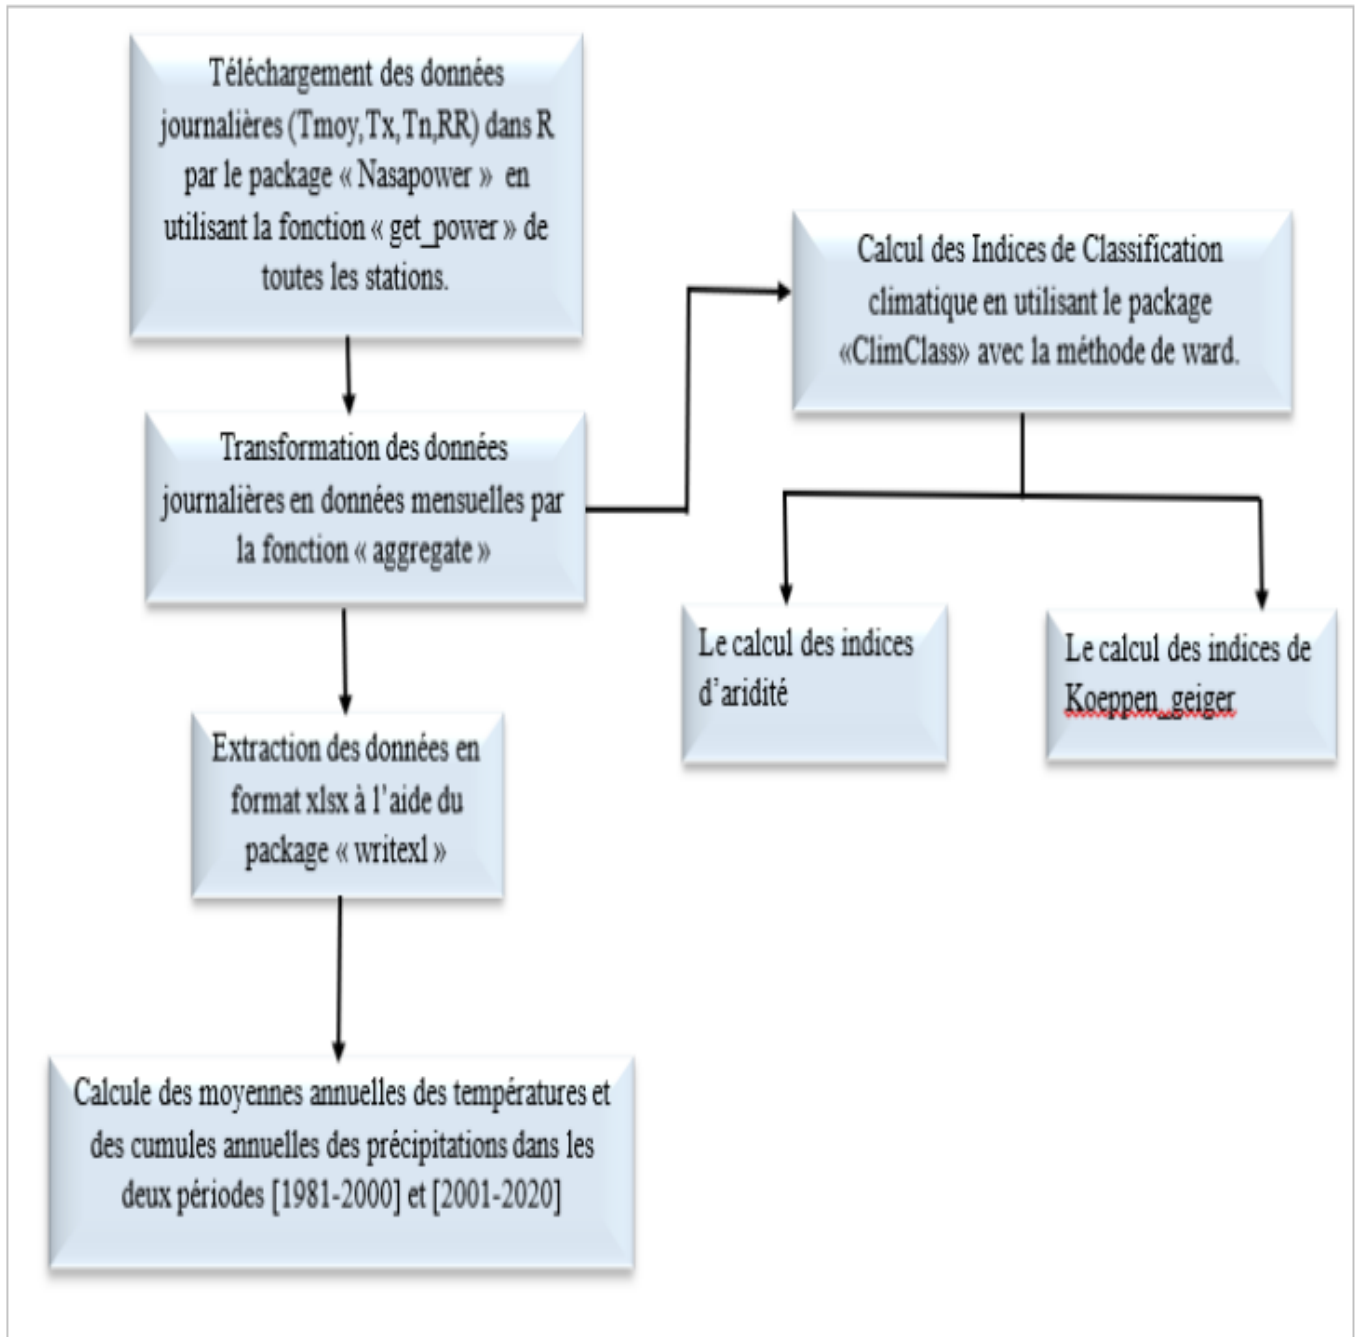 Téléchargement des données
journalières (Tmoy,Tx,Tn,RR) dans R
par le package « Nasapower » en
utilisant la fonction « get_power » de
toutes les stations.
Transformation des données
journalières en données mensuelles par
la fonction « aggregate »
Extraction des données en
format xlsx à l’aide du
package « writexl »
Calcule des moyennes annuelles des températures et
des cumules annuelles des précipitations dans les
deux périodes [1981-2000] et [2001-2020]
Calcul des Indices de Classification
climatique en utilisant le package
«ClimClass» avec la méthode de ward.
Le calcul des indices
d’aridité
Le calcul des indices de
Koeppen_geiger